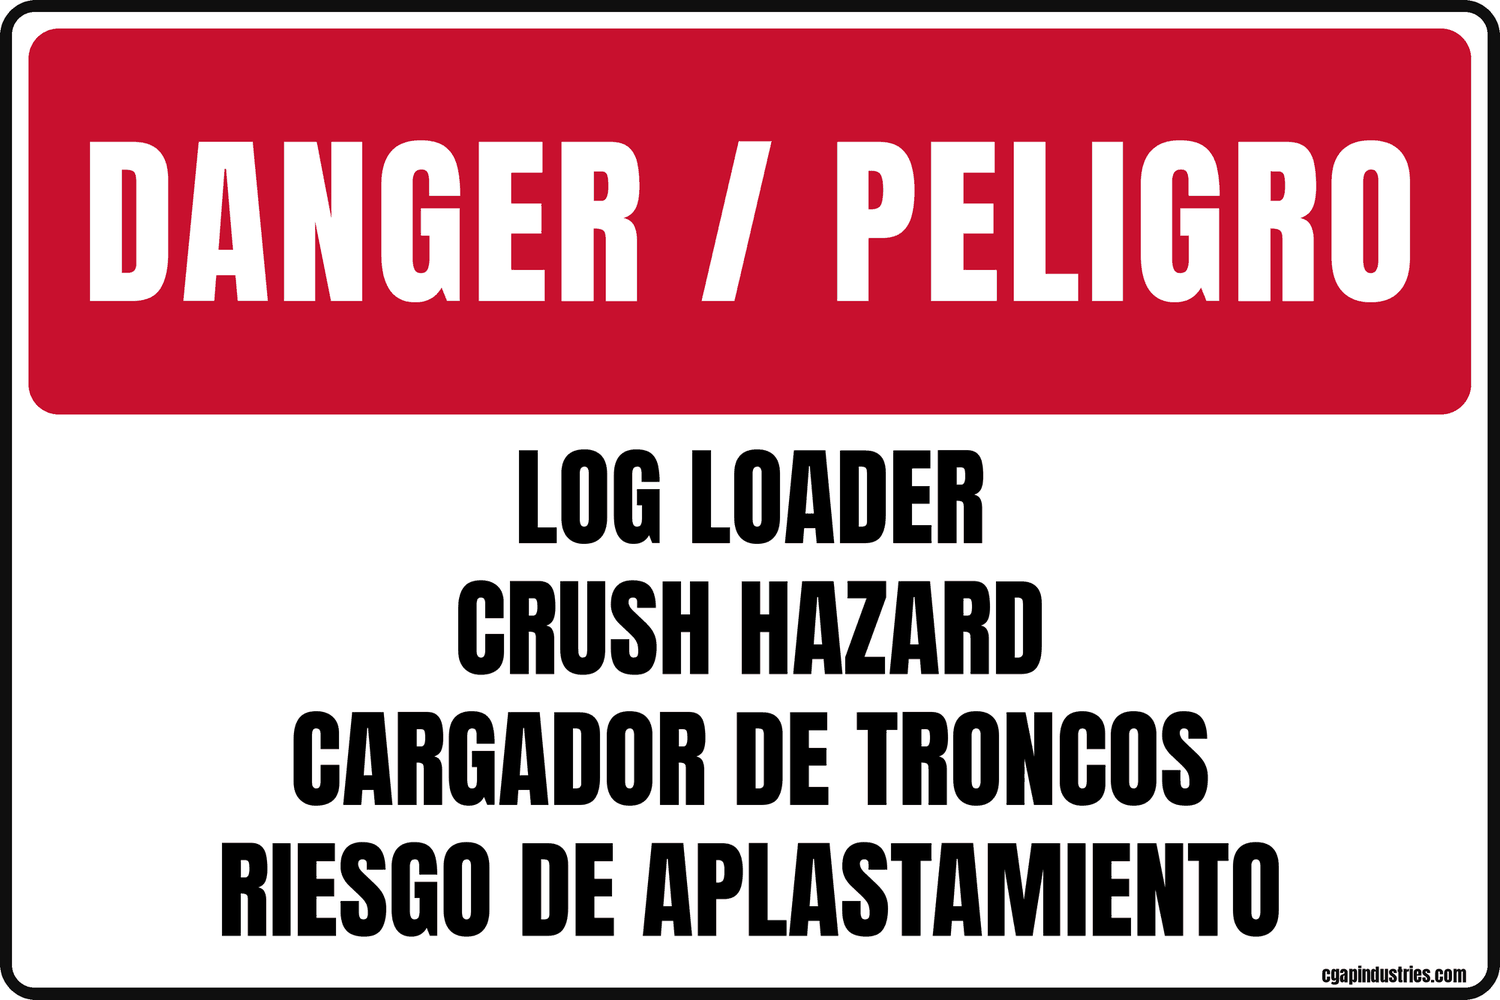 DANGER / PELIGRO
LOG LOADER
CRUSH HAZARD
CARGADOR DE TRONCOS
RIESGO DE APLASTAMIENTO
cgapindustries.com